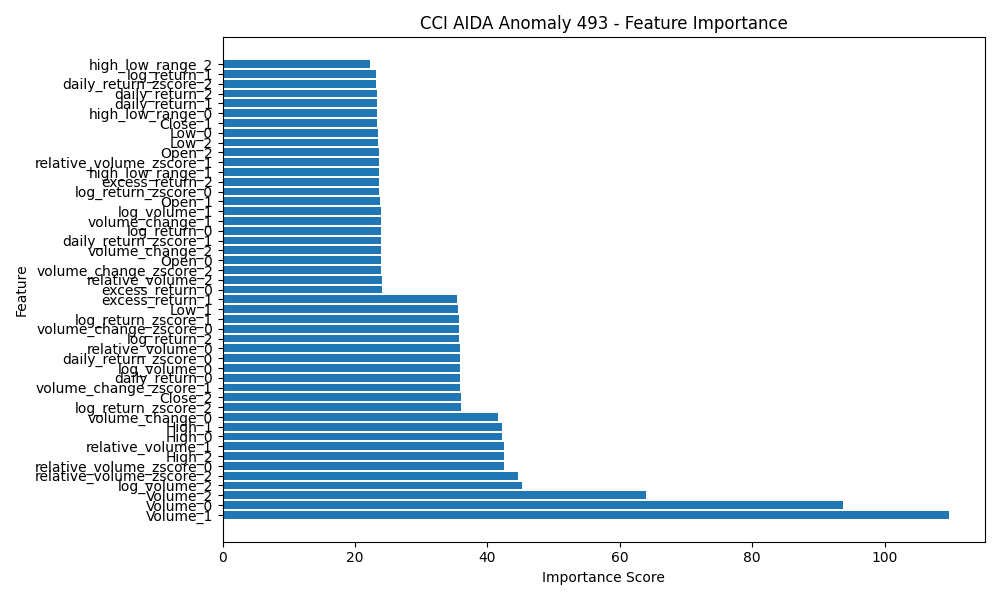 CCI AIDA Anomaly 493 - Feature Importance
high_low_range_2
log_return_1
daily_return_zscore_2
daily_return_2
daily_return_1
high_low_range_0
Close_1
Low_0
Low_2
Open_2
relative_volume_zscore_1
high_low_range_1
excess_return_2
log_return_zscore_0
Open_1
log_volume_1
volume_change_1
log_return_0
daily_return_zscore_1
volume_change_2
Open_0
volume_change_zscore_2
relative_volume_2
excess_return_0
excess_return_1
Low_1
log_return_zscore_1
volume_change_zscore_0
log_return_2
relative_volume_0
daily_return_zscore_0
log_volume_0
daily_return_0
volume_change_zscore_1
Close_2
log_return_zscore_2
volume_change_0
High_1
High_0
relative_volume_1
High_2
relative_volume_zscore_0
relative_volume_zscore_2
log_volume_2
Volume_2
Volume_0
Volume_1
Feature
0 20 40 60 80 100
Importance Score